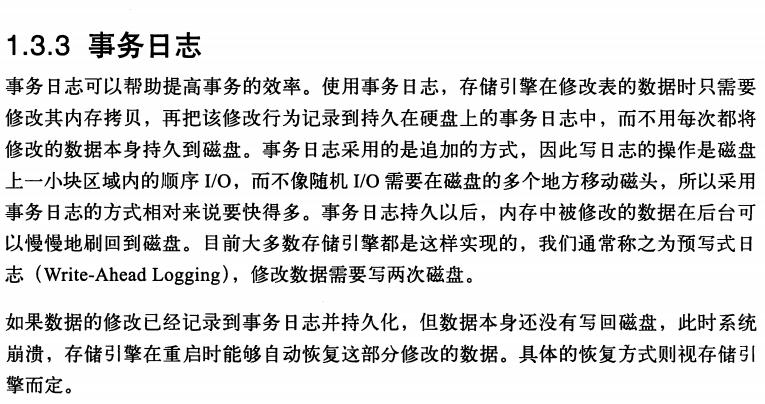 1.3.3 事务日志
事务日志可以帮助提高事务的效率。使用事务日志，存储引擎在修改表的数据时只需要
修改其内存拷贝，再把该修改行为记录到持久在硬盘上的事务日志中，而不用每次都将
修改的数据本身持久到磁盘。事务日志采用的是追加的方式，因此写日志的操作是磁盘
上一小块区域内的顺序 I/O，而不像随机 I/O 需要在磁盘的多个地方移动磁头，所以采用
事务日志的方式相对来说要快得多。事务日志持久以后，内存中被修改的数据在后台可
以慢慢地刷回到磁盘。目前大多数存储引擎都是这样实现的，我们通常称之为预写式日
志（Write-Ahead Logging），修改数据需要写两次磁盘。
如果数据的修改已经记录到事务日志并持久化，但数据本身还没有写回磁盘，此时系统
崩溃，存储引擎在重启时能够自动恢复这部分修改的数据。具体的恢复方式则视存储引
擎而定。